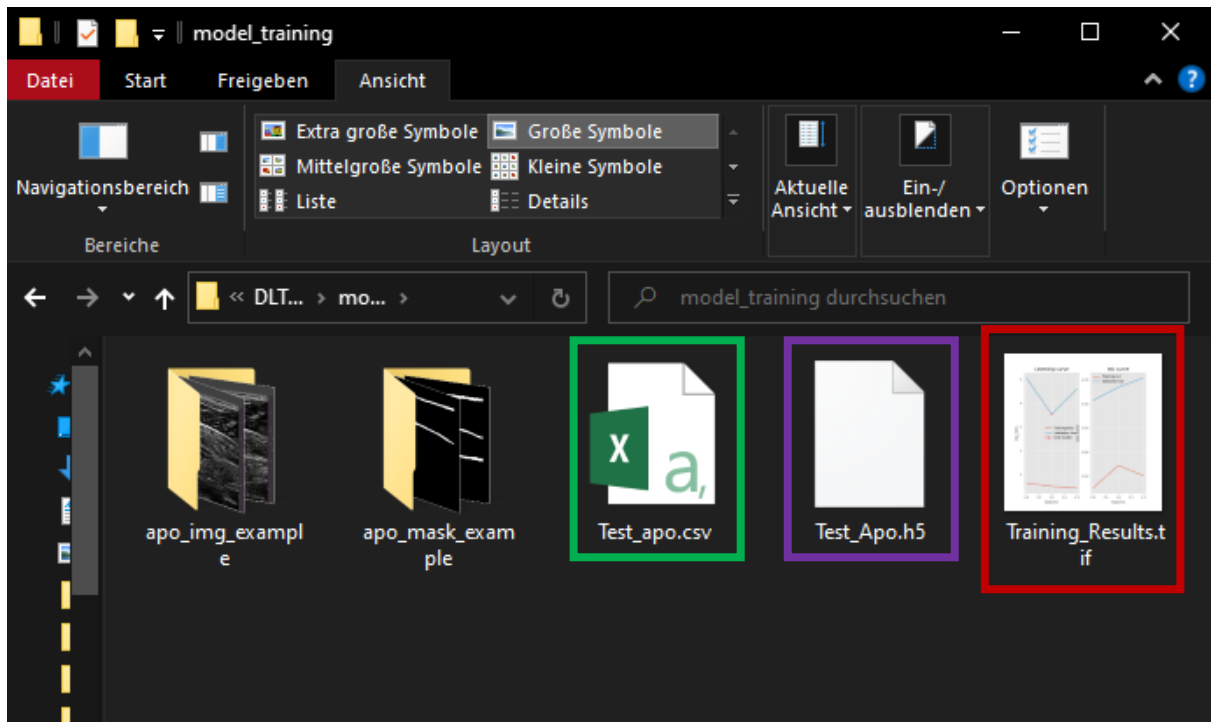 model_training
Datei Start Freigeben Ansicht
Extra große Symbole Große Symbole
Mittelgroße Symbole Kleine Symbole
Liste Details
Navigationsbereich
Aktuelle
Ansicht
Ein-/
ausblenden
Optionen
Bereiche Layout
« DLT... › mo... › model_training durchsuchen
apo_img_exampl
e
apo_mask_exam
ple
Test_apo.csv
Test_Apo.h5
Training_Results.t
if